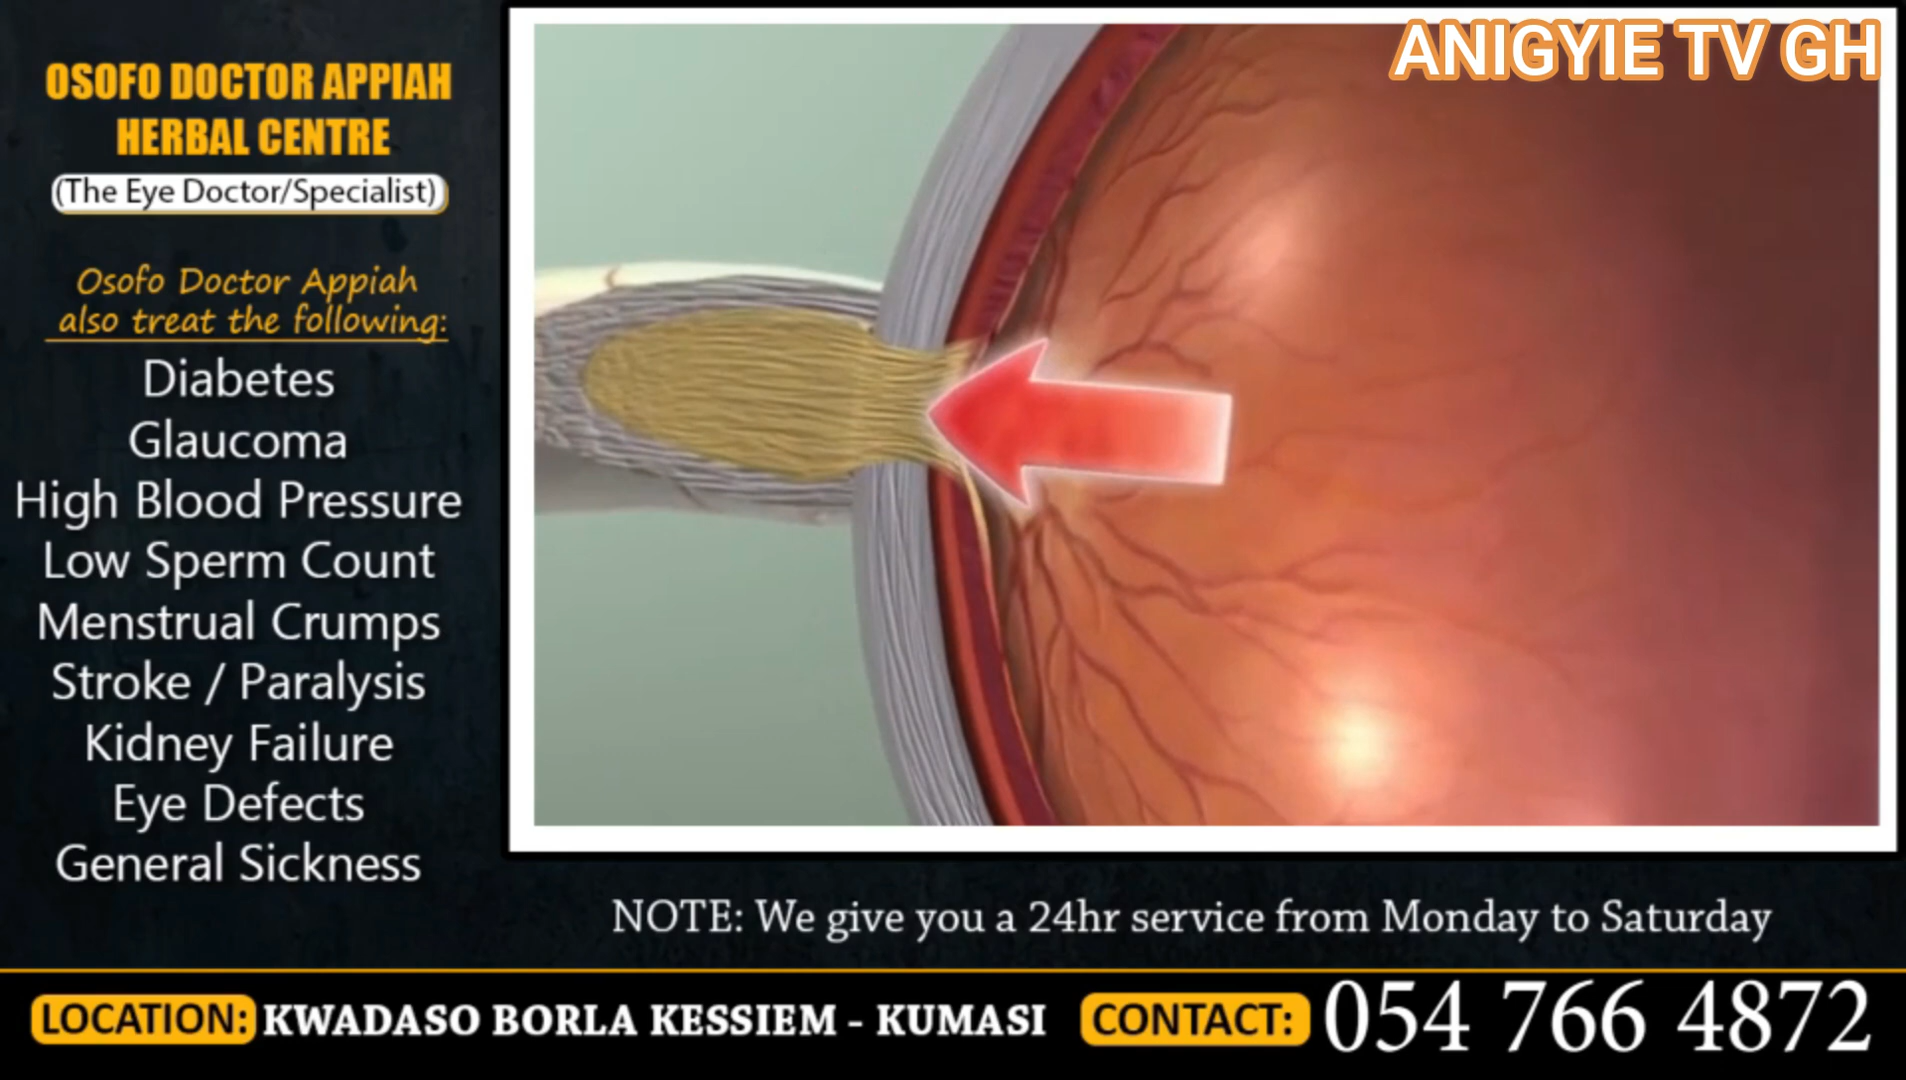 OSOFO DOCTOR APPIAH
HERBAL CENTRE
(The Eye Doctor/Specialist)
Osofo Doctor Appiah
also treat the following:
Diabetes
Glaucoma
High Blood Pressure
Low Sperm Count
Menstrual Crumps
Stroke / Paralysis
Kidney Failure
Eye Defects
General Sickness
ANIGYIE TV GH
NOTE: We give you a 24hr service from Monday to Saturday
LOCATION: KWADASO BORLA KESSIEM - KUMASI
CONTACT: 054 766 4872